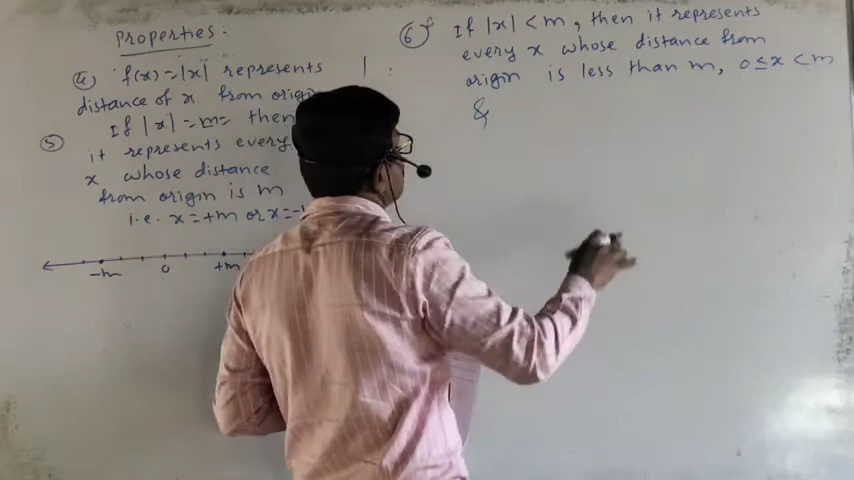 Properties:
④ f(x)=|x| represents
distance of x from origin
⑤ If |x|=m= then
it represents every
x whose distance
from origin is m
i.e. x=+m or x=-
-m 0 +m
⑥ If |x| < m, then it represents
every x whose distance from
origin is less than m, 0≤x<m
&